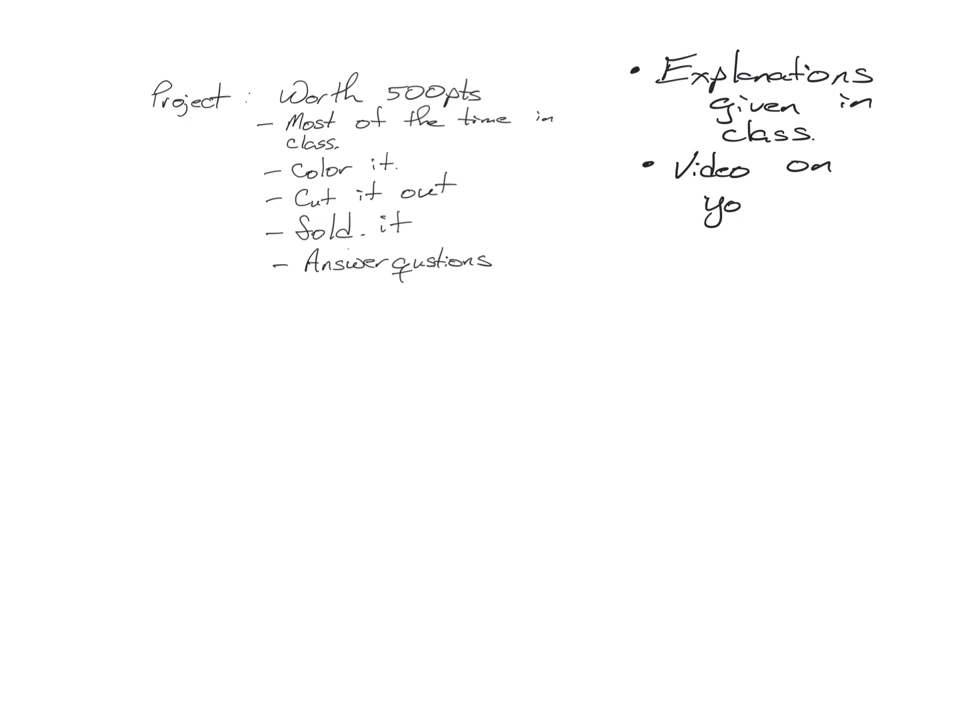 Project: Worth 500pts
- Most of the time in
class.
- Color it.
- Cut it out
- fold. it
- Answer qustions
• Explanations
given in
class.
• Video on
yo